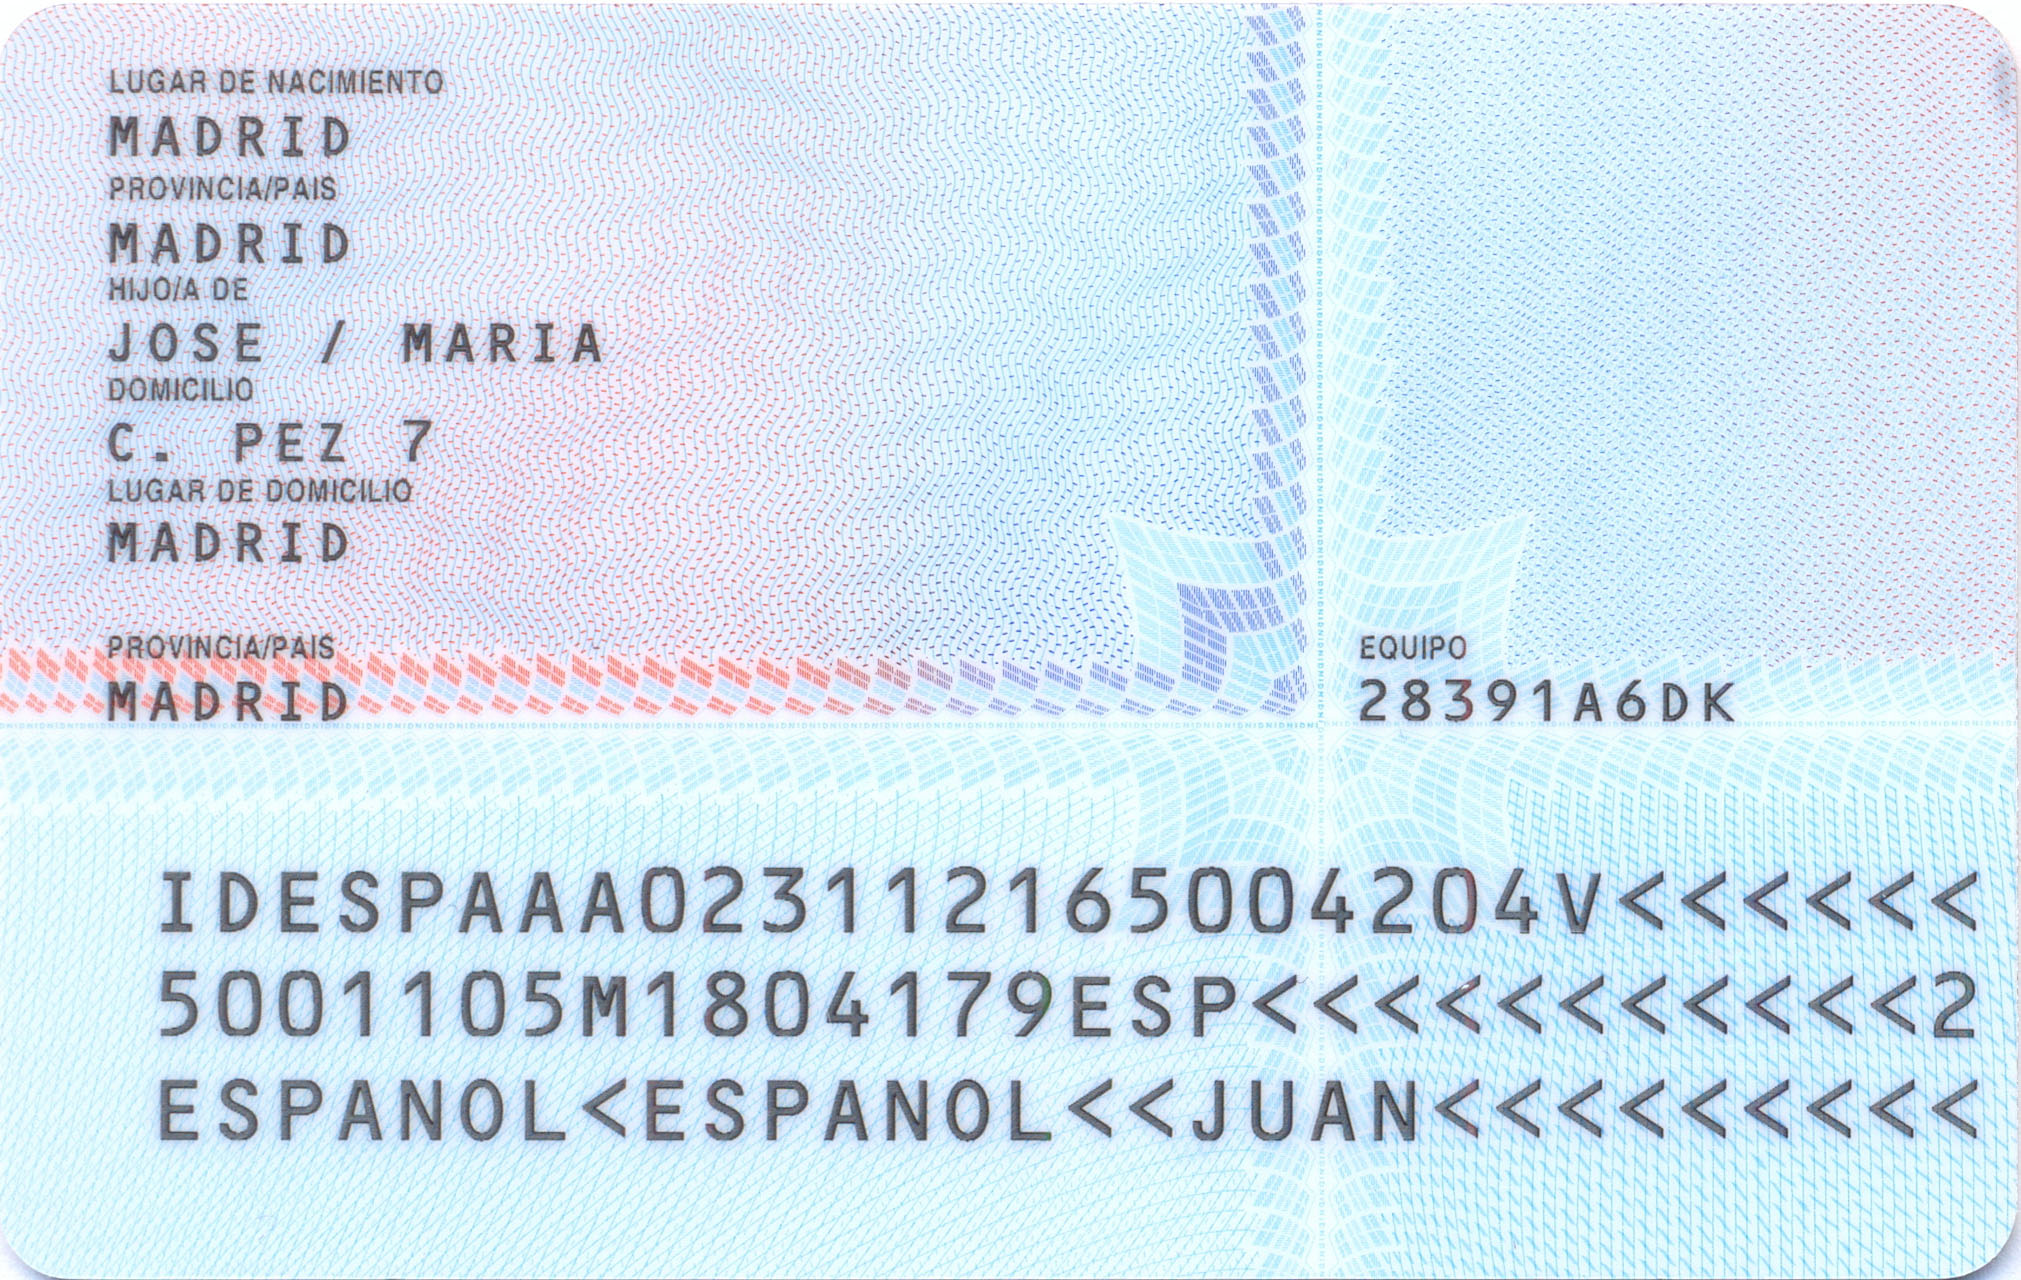 LUGAR DE NACIMIENTO
MADRID
PROVINCIA/PAIS
MADRID
HIJO/A DE
JOSE / MARIA
DOMICILIO
C. PEZ 7
LUGAR DE DOMICILIO
MADRID
PROVINCIA/PAIS
MADRID
EQUIPO
28391A6DK
IDESPAAA023112165004204V<<<<<<
5001105M1804179ESP<<<<<<<<<<<2
ESPANOL<ESPANOL<<JUAN<<<<<<<<<